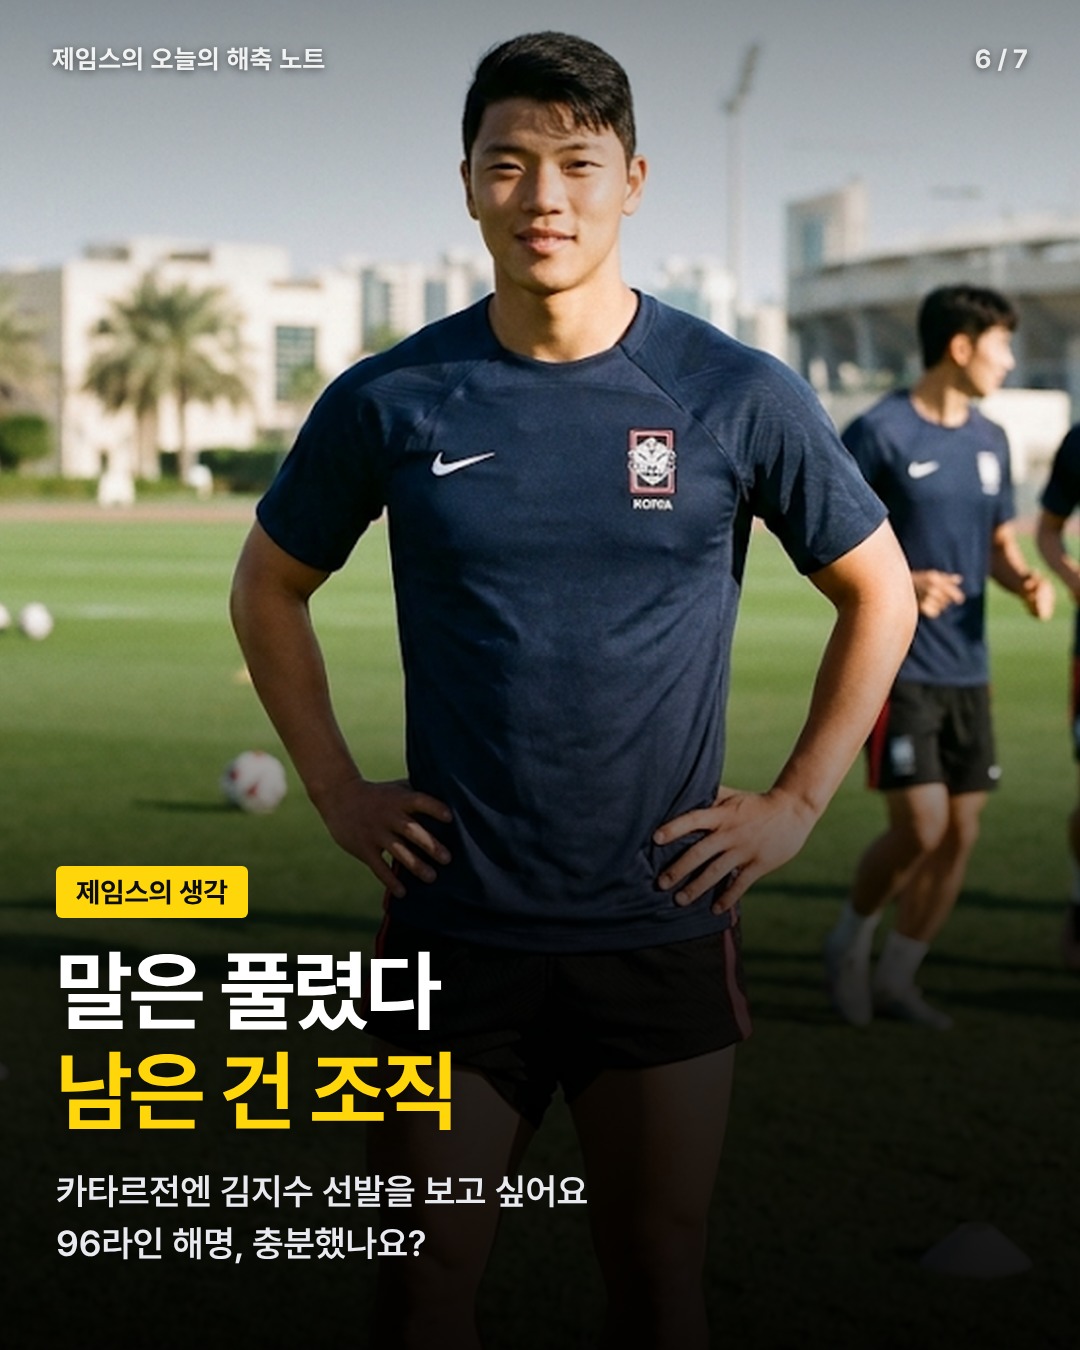 제임스의 오늘의 해축 노트
6 / 7
KOREA
제임스의 생각
말은 풀렸다
남은 건 조직
카타르전엔 김지수 선발을 보고 싶어요
96라인 해명, 충분했나요?